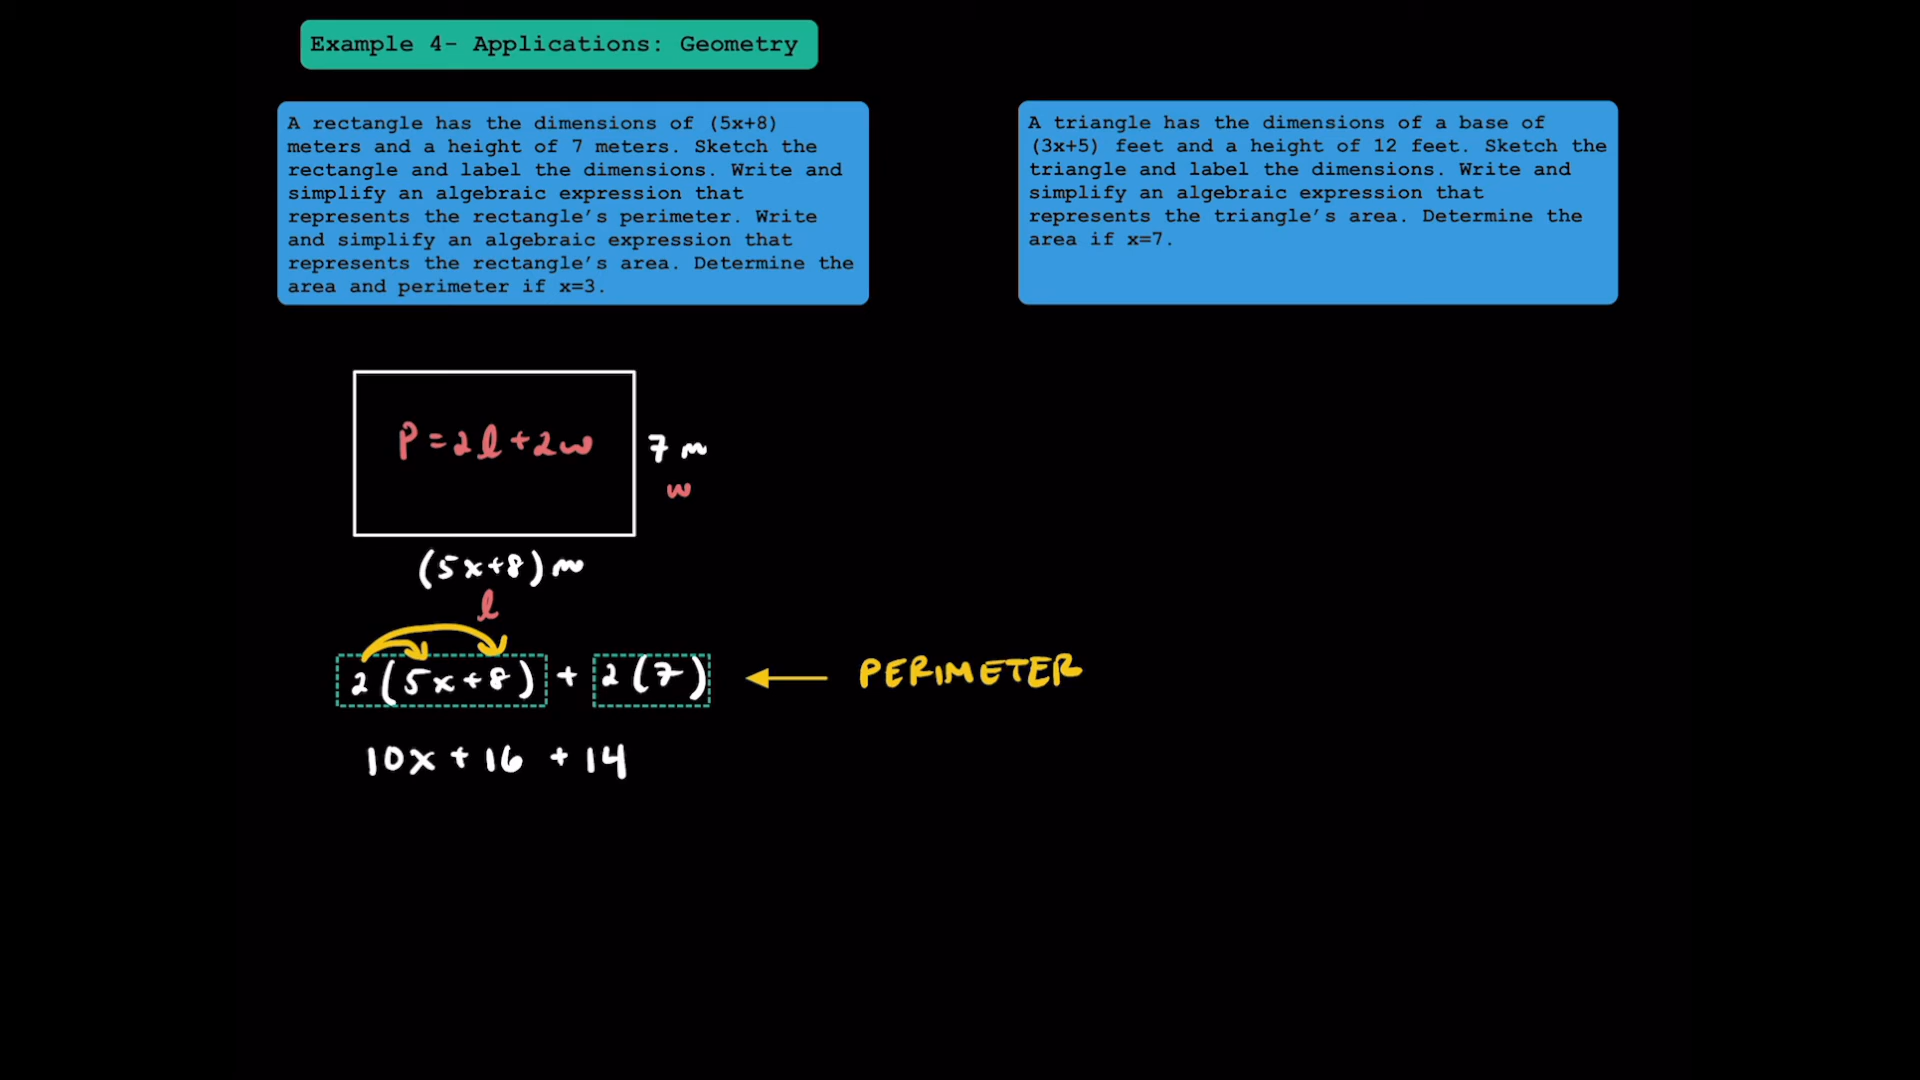 Example 4- Applications: Geometry
A rectangle has the dimensions of (5x+8)
meters and a height of 7 meters. Sketch the
rectangle and label the dimensions. Write and
simplify an algebraic expression that
represents the rectangle's perimeter. Write
and simplify an algebraic expression that
represents the rectangle's area. Determine the
area and perimeter if x=3.
A triangle has the dimensions of a base of
(3x+5) feet and a height of 12 feet. Sketch the
triangle and label the dimensions. Write and
simplify an algebraic expression that
represents the triangle's area. Determine the
area if x=7.
P=2l+2w
7 m
w
(5x+8) m
l
2(5x+8) + 2(7)
PERIMETER
10x + 16 + 14